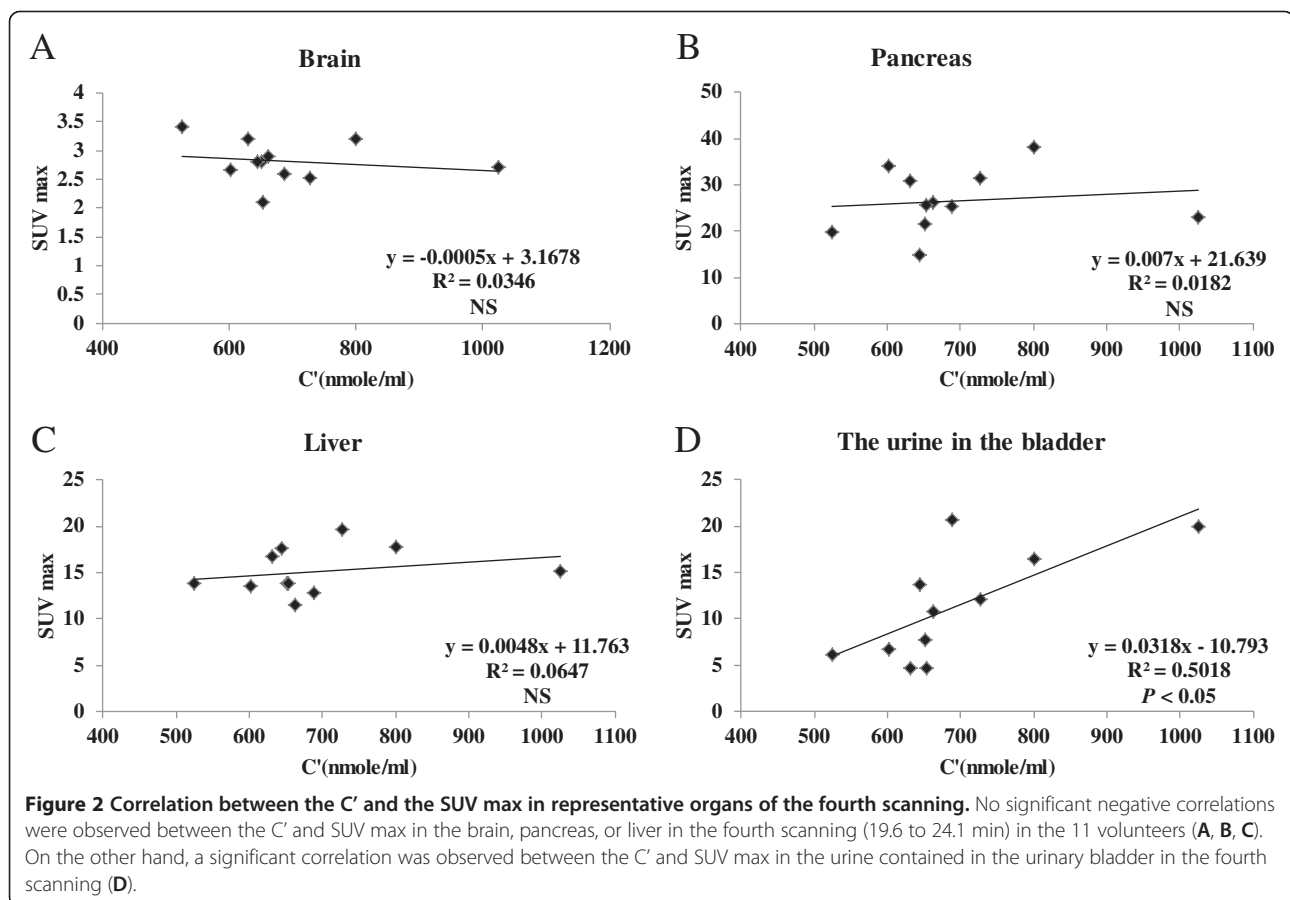 A
Brain
4
3.5
3
2.5
2
1.5
1
0.5
0
SUV max
400 600 800 1000 1200
C'(nmole/ml)
y = -0.0005x + 3.1678
R² = 0.0346
NS
B
Pancreas
50
40
30
20
10
0
SUV max
400 500 600 700 800 900 1000 1100
C'(nmole/ml)
y = 0.007x + 21.639
R² = 0.0182
NS
C
Liver
25
20
15
10
5
0
SUV max
400 500 600 700 800 900 1000 1100
C'(nmole/ml)
y = 0.0048x + 11.763
R² = 0.0647
NS
D
The urine in the bladder
25
20
15
10
5
0
SUV max
400 500 600 700 800 900 1000 1100
C'(nmole/ml)
y = 0.0318x - 10.793
R² = 0.5018
P < 0.05
Figure 2 Correlation between the C′ and the SUV max in representative organs of the fourth scanning. No significant negative correlations
were observed between the C′ and SUV max in the brain, pancreas, or liver in the fourth scanning (19.6 to 24.1 min) in the 11 volunteers (A, B, C).
On the other hand, a significant correlation was observed between the C′ and SUV max in the urine contained in the urinary bladder in the fourth
scanning (D).